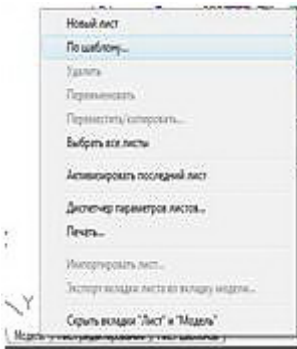 Новый лист
По шаблону...
Удалить
Переименовать
Переместить/копировать...
Выбрать все листы
Активизировать последний лист
Диспетчер параметров листов...
Печать...
Импортировать лист...
Экспорт вкладки листа во вкладку модели...
Скрыть вкладки "Лист" и "Модель"
Y
Модель